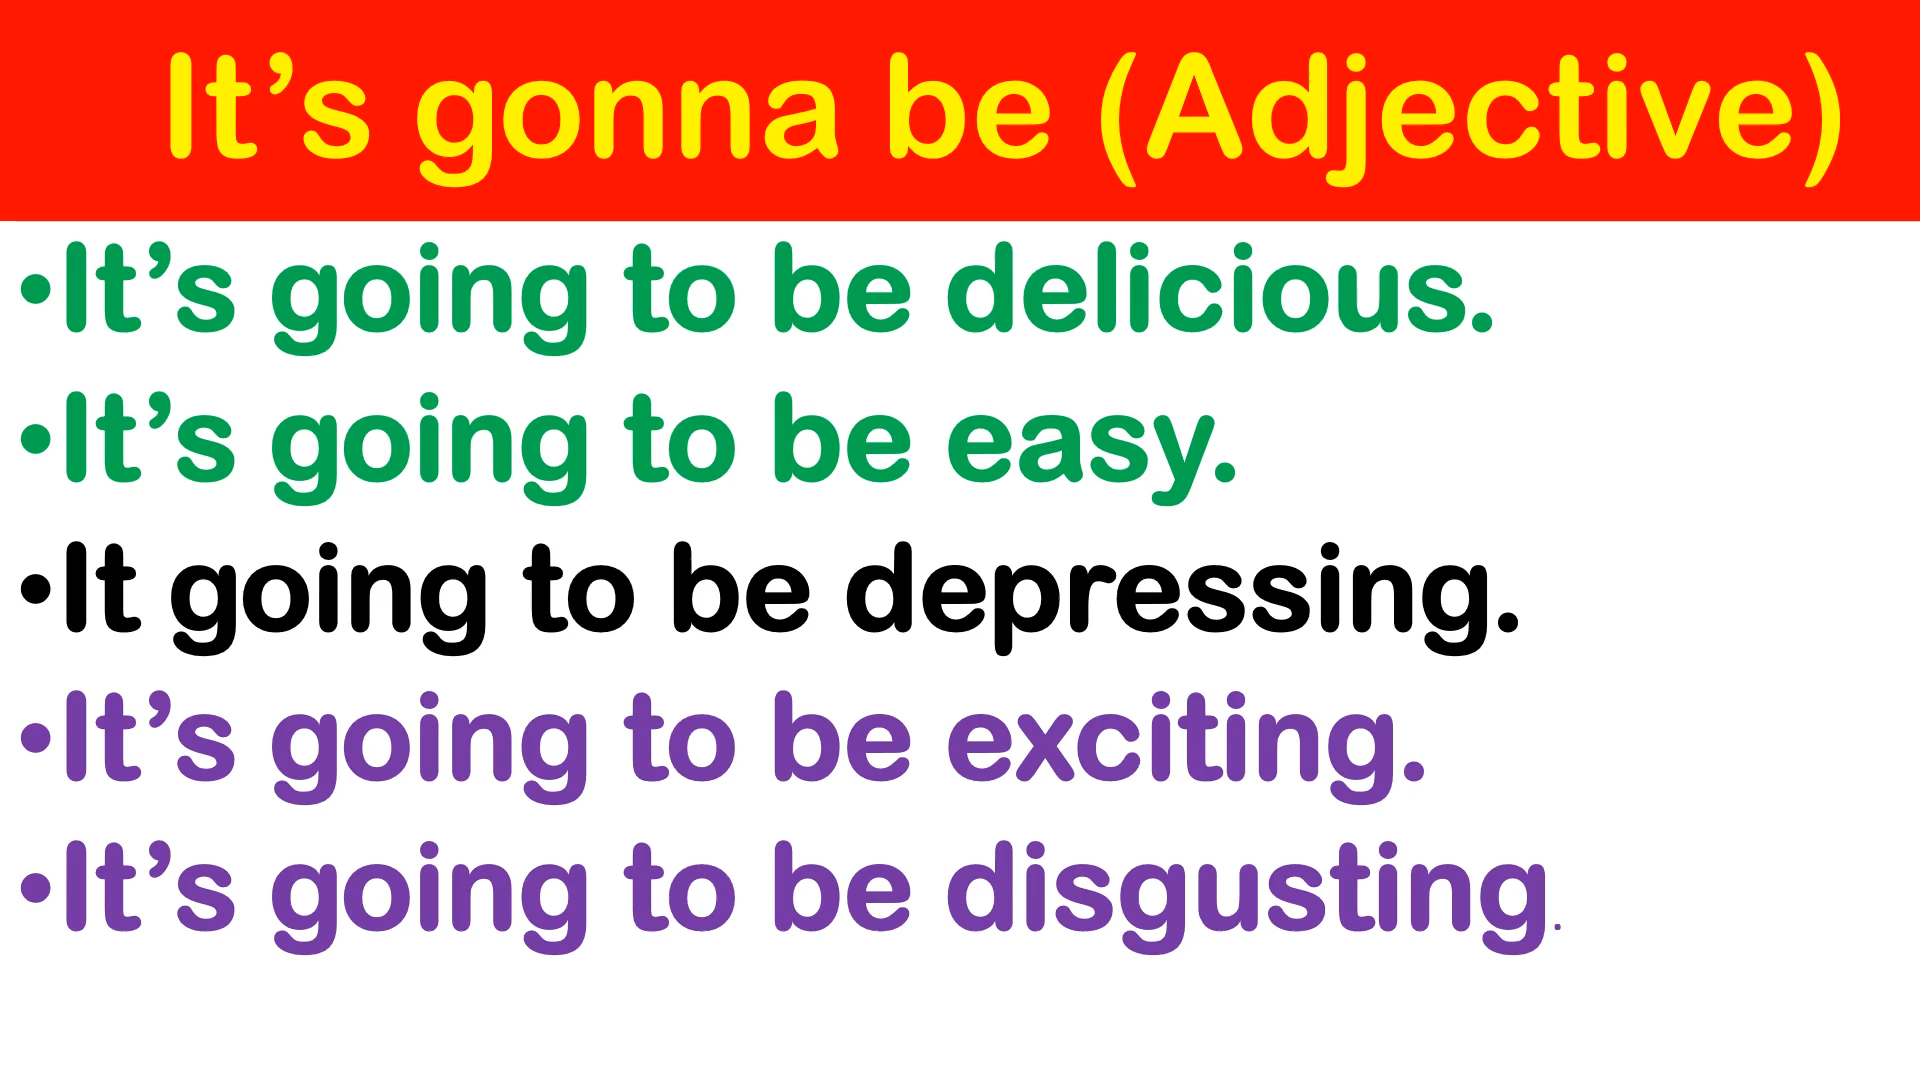 It’s gonna be (Adjective)
•It’s going to be delicious.
•It’s going to be easy.
•It going to be depressing.
•It’s going to be exciting.
•It’s going to be disgusting.